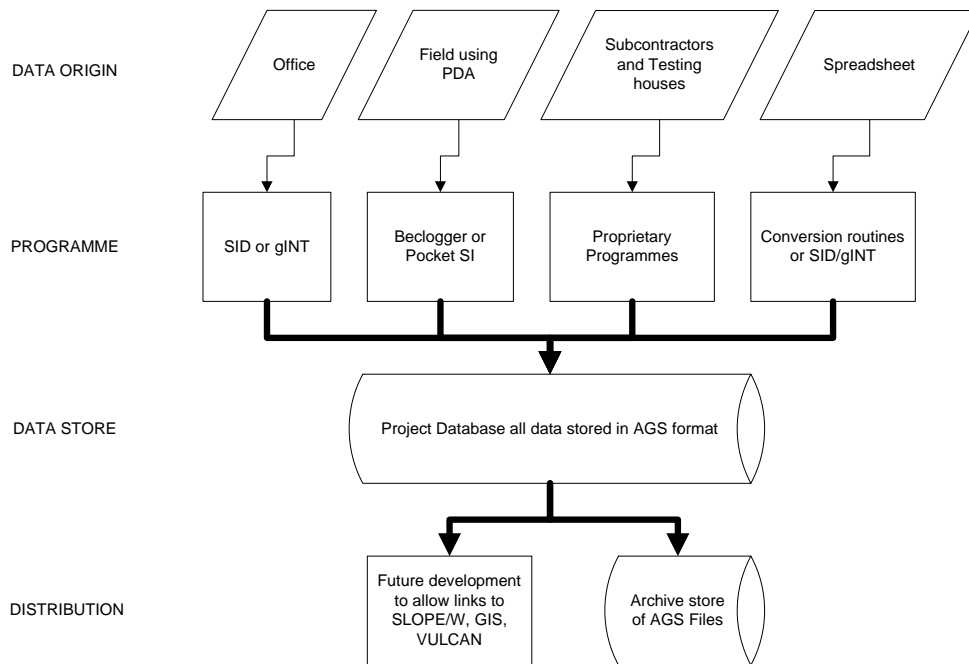 DATA ORIGIN
Office
Field using
PDA
Subcontractors
and Testing
houses
Spreadsheet
PROGRAMME
SID or gINT
Beclogger or
Pocket SI
Proprietary
Programmes
Conversion routines
or SID/gINT
DATA STORE
Project Database all data stored in AGS format
DISTRIBUTION
Future development
to allow links to
SLOPE/W, GIS,
VULCAN
Archive store
of AGS Files